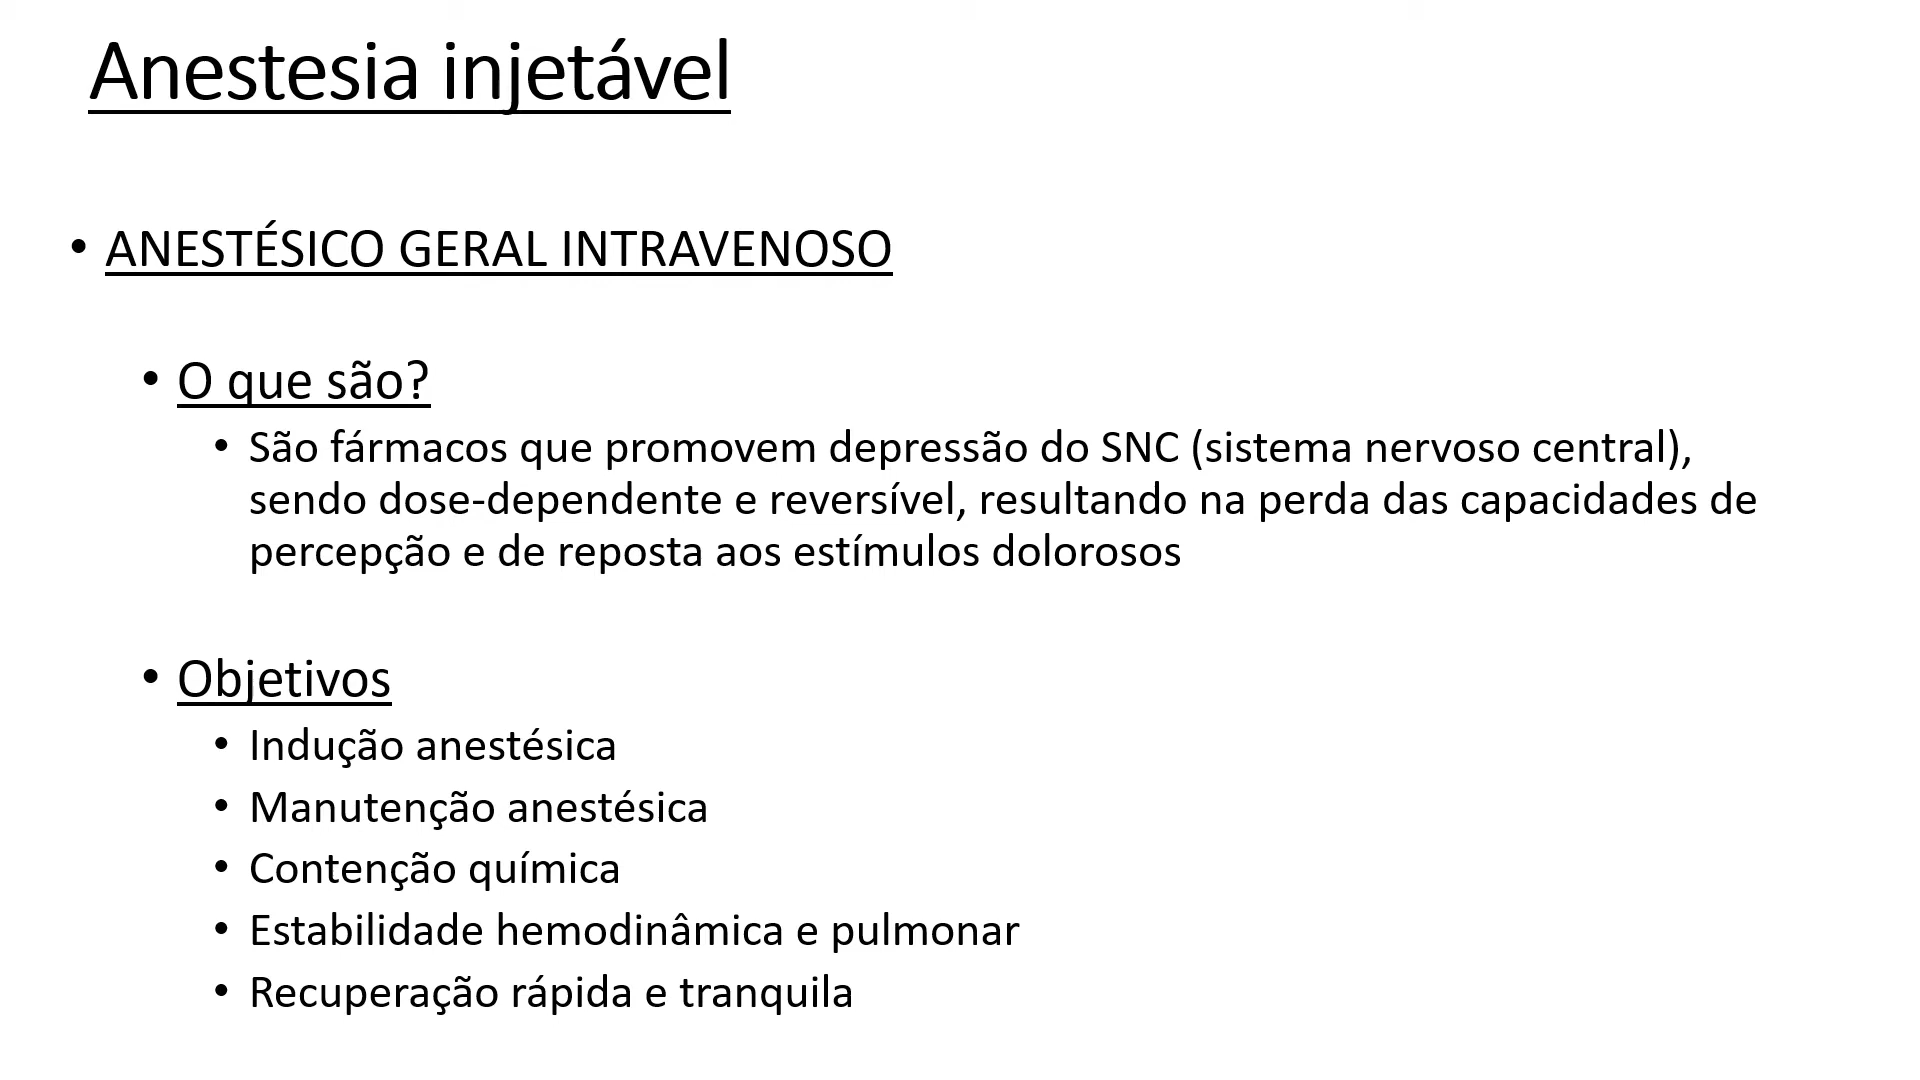 Anestesia injetável
• ANESTÉSICO GERAL INTRAVENOSO
• O que são?
• São fármacos que promovem depressão do SNC (sistema nervoso central),
sendo dose-dependente e reversível, resultando na perda das capacidades de
percepção e de reposta aos estímulos dolorosos
• Objetivos
• Indução anestésica
• Manutenção anestésica
• Contenção química
• Estabilidade hemodinâmica e pulmonar
• Recuperação rápida e tranquila